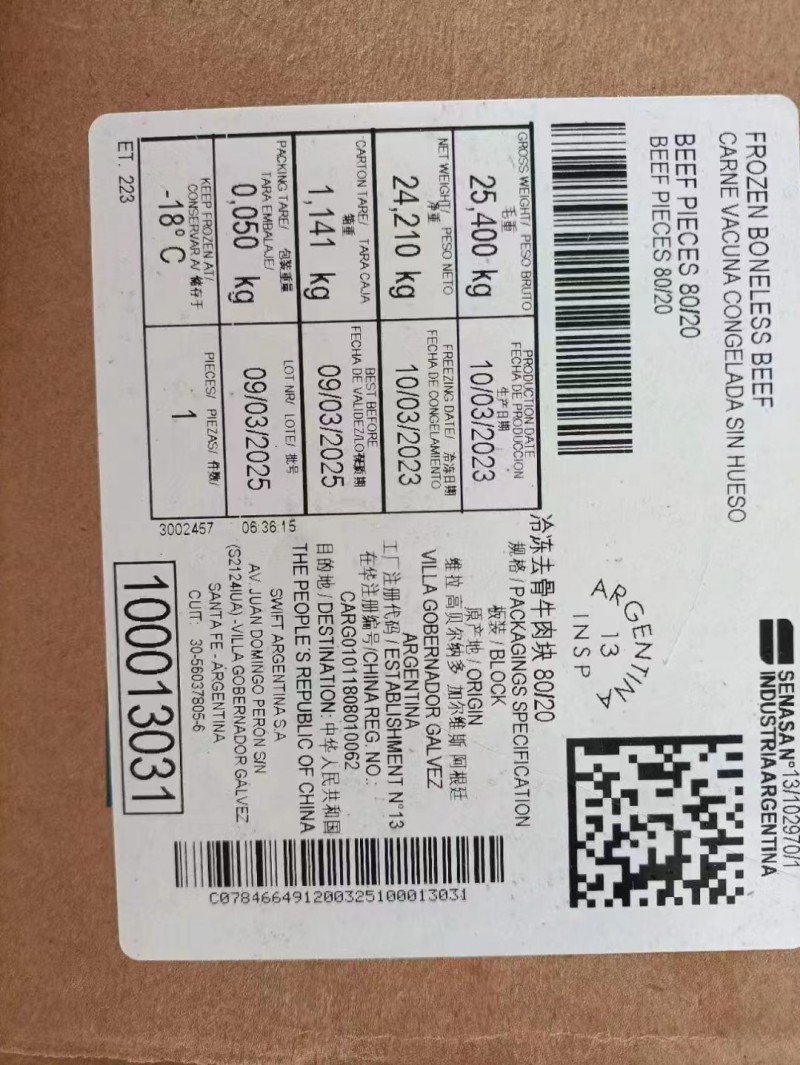 FROZEN BONELESS BEEF
CARNE VACUNA CONGELADA SIN HUESO
BEEF PIECES 80/20
BEEF PIECES 80/20
SENASA N°13/102970/1
INDUSTRIA ARGENTINA
ARGENTINA
13
INSP
GROSS WEIGHT/ PESO BRUTO
毛重
25,400 kg
PRODUCTION DATE
FECHA DE PRODUCCION
生产日期
10/03/2023
NET WEIGHT/ PESO NETO
净重
24,210 kg
FREEZING DATE/ 冷冻日期
FECHA DE CONGELAMIENTO
10/03/2023
CARTON TARE/ TARA CAJA
箱重
1,141 kg
BEST BEFORE
FECHA DE VALIDEZ/
09/03/2025
PACKING TARE/ 包装重量
TARA EMBALAJE/
0,050 kg
LOT NR/ LOTE/ 批号
09/03/2025
KEEP FROZEN AT/
CONSERVAR A/ 储存于
-18° C
PIECES/ PIEZAS/ 件数/
1
ET. 223
3002457
06:36:15
冷冻去骨牛肉块 80/20
规格 / PACKAGINGS SPECIFICATION
板装 / BLOCK
原产地 / ORIGIN
维拉 高贝尔纳多 加尔维斯 阿根廷
VILLA GOBERNADOR GALVEZ
ARGENTINA
工厂注册代码 / ESTABLISHMENT N°13
在华注册编号/CHINA REG. NO.:
CARG01011808010062
目的地 / DESTINATION: 中华人民共和国
THE PEOPLE'S REPUBLIC OF CHINA
SWIFT ARGENTINA S.A
AV. JUAN DOMINGO PERON SIN
(S2124IUA) - VILLA GOBERNADOR GALVEZ
SANTA FE - ARGENTINA
CUIT: 30-56037805-6
100013031
C078466491200325100013031